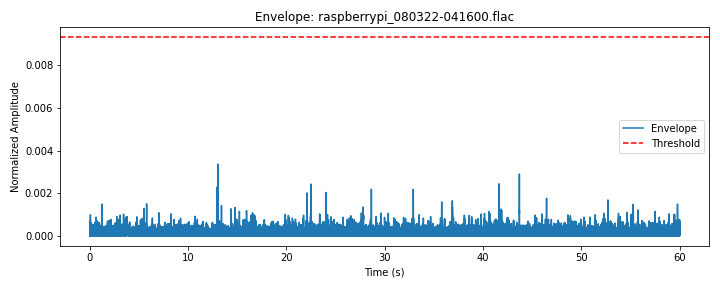 Envelope: raspberrypi_080322-041600.flac
Normalized Amplitude
0.008
0.006
0.004
0.002
0.000
Envelope
Threshold
0 10 20 30 40 50 60
Time (s)